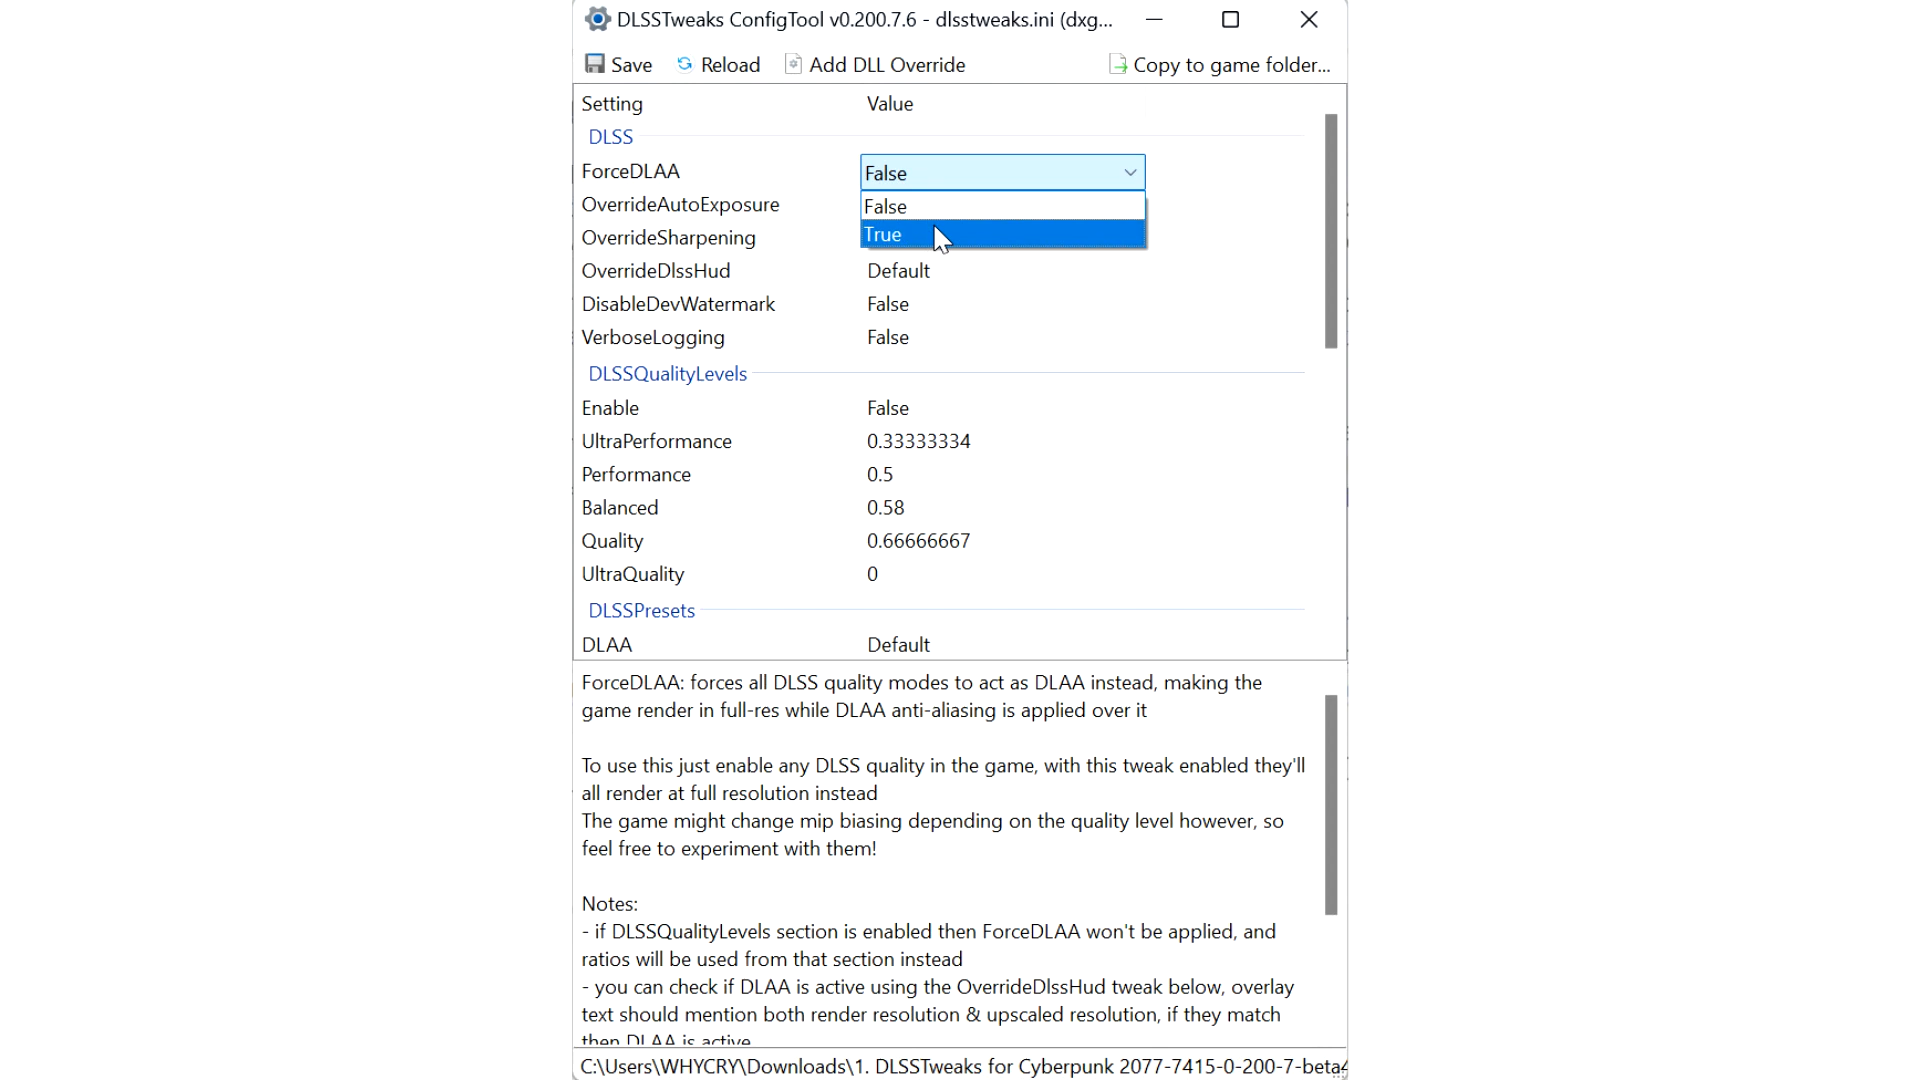 DLSSTweaks ConfigTool v0.200.7.6 - dlsstweaks.ini (dxg...
Save Reload Add DLL Override Copy to game folder...
Setting Value
DLSS
ForceDLAA False
False
OverrideAutoExposure
True
OverrideSharpening
OverrideDlssHud Default
DisableDevWatermark False
VerboseLogging False
DLSSQualityLevels
Enable False
UltraPerformance 0.33333334
Performance 0.5
Balanced 0.58
Quality 0.66666667
UltraQuality 0
DLSSPresets
DLAA Default
ForceDLAA: forces all DLSS quality modes to act as DLAA instead, making the
game render in full-res while DLAA anti-aliasing is applied over it
To use this just enable any DLSS quality in the game, with this tweak enabled they'll
all render at full resolution instead
The game might change mip biasing depending on the quality level however, so
feel free to experiment with them!
Notes:
- if DLSSQualityLevels section is enabled then ForceDLAA won't be applied, and
ratios will be used from that section instead
- you can check if DLAA is active using the OverrideDlssHud tweak below, overlay
text should mention both render resolution & upscaled resolution, if they match
then DLAA is active
C:\Users\WHYCRY\Downloads\1. DLSSTweaks for Cyberpunk 2077-7415-0-200-7-beta4